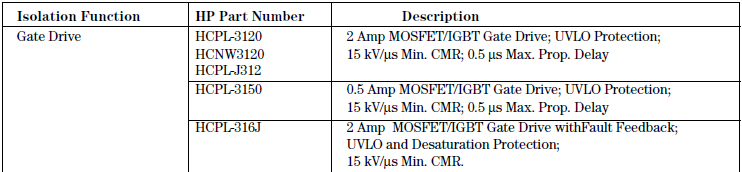 Isolation Function HP Part Number Description
Gate Drive HCPL-3120 2 Amp MOSFET/IGBT Gate Drive; UVLO Protection;
HCNW3120 15 kV/µs Min. CMR; 0.5 µs Max. Prop. Delay
HCPL-J312
HCPL-3150 0.5 Amp MOSFET/IGBT Gate Drive; UVLO Protection;
15 kV/µs Min. CMR; 0.5 µs Max. Prop. Delay
HCPL-316J 2 Amp MOSFET/IGBT Gate Drive withFault Feedback;
UVLO and Desaturation Protection;
15 kV/µs Min. CMR.